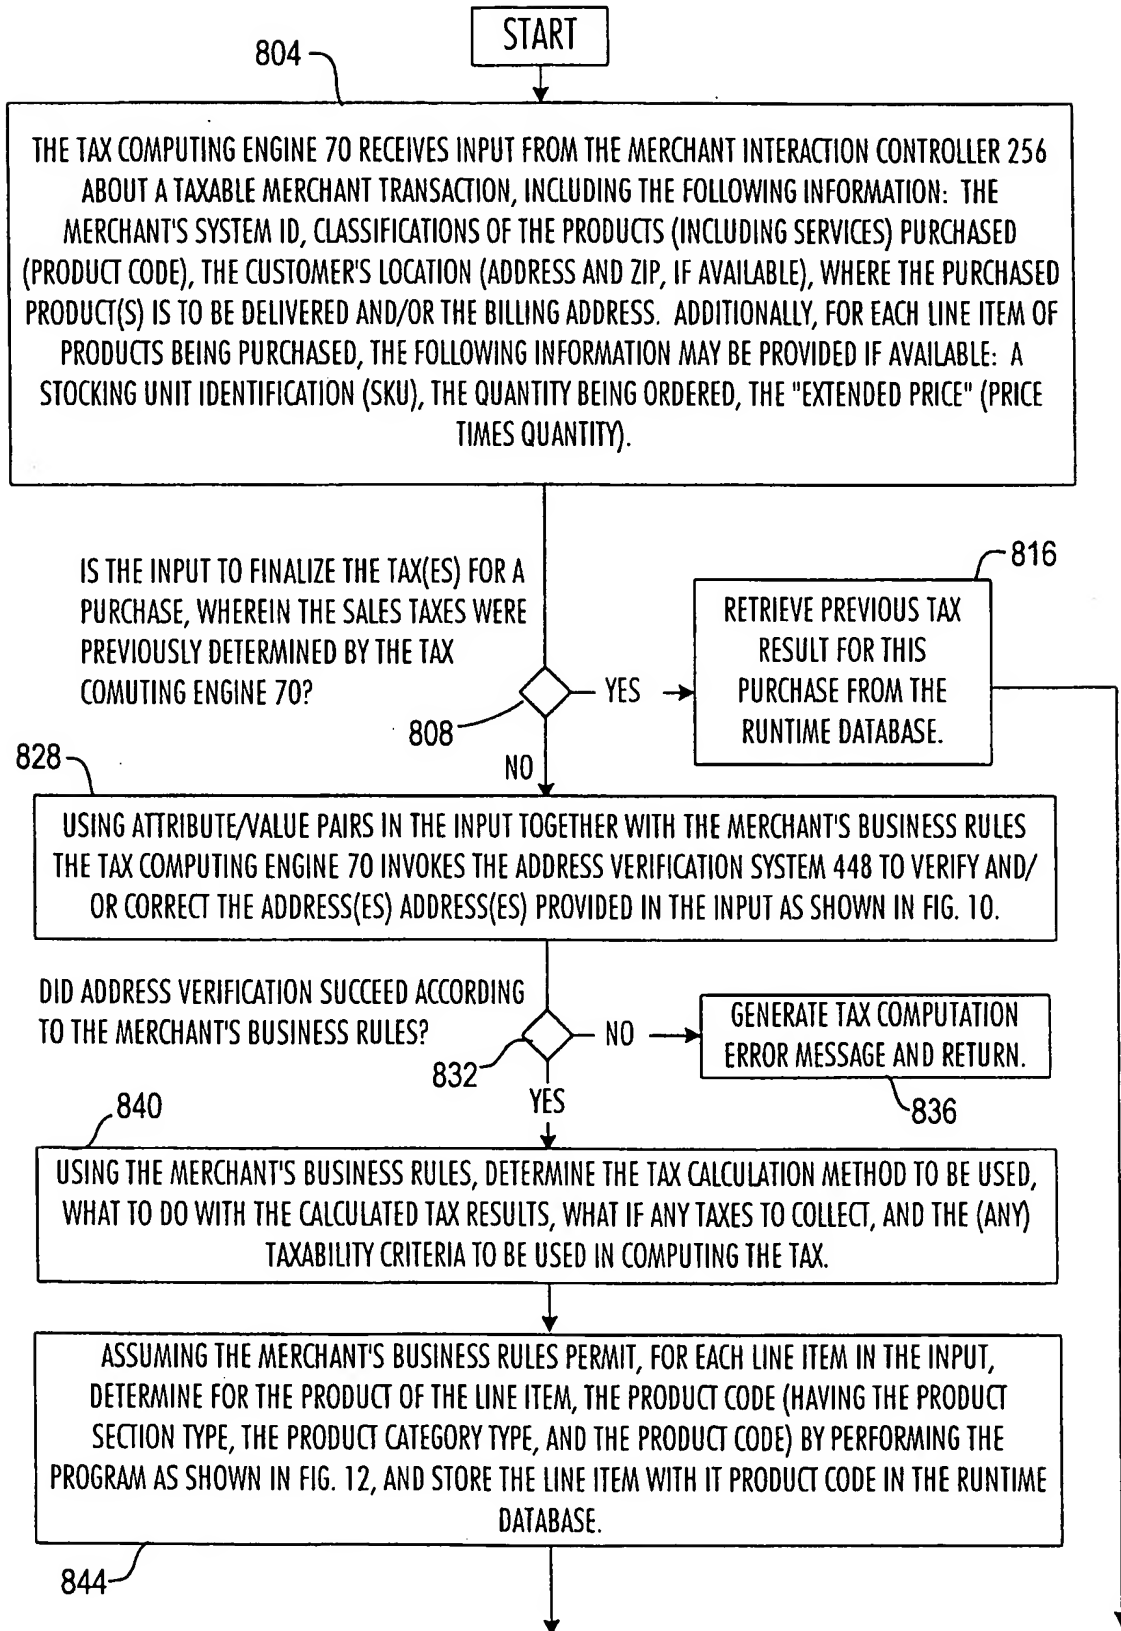 START
804
THE TAX COMPUTING ENGINE 70 RECEIVES INPUT FROM THE MERCHANT INTERACTION CONTROLLER 256
ABOUT A TAXABLE MERCHANT TRANSACTION, INCLUDING THE FOLLOWING INFORMATION: THE
MERCHANT'S SYSTEM ID, CLASSIFICATIONS OF THE PRODUCTS (INCLUDING SERVICES) PURCHASED
(PRODUCT CODE), THE CUSTOMER'S LOCATION (ADDRESS AND ZIP, IF AVAILABLE), WHERE THE PURCHASED
PRODUCT(S) IS TO BE DELIVERED AND/OR THE BILLING ADDRESS. ADDITIONALLY, FOR EACH LINE ITEM OF
PRODUCTS BEING PURCHASED, THE FOLLOWING INFORMATION MAY BE PROVIDED IF AVAILABLE: A
STOCKING UNIT IDENTIFICATION (SKU), THE QUANTITY BEING ORDERED, THE "EXTENDED PRICE" (PRICE
TIMES QUANTITY).
IS THE INPUT TO FINALIZE THE TAX(ES) FOR A
PURCHASE, WHEREIN THE SALES TAXES WERE
PREVIOUSLY DETERMINED BY THE TAX
COMUTING ENGINE 70?
808
YES
816
RETRIEVE PREVIOUS TAX
RESULT FOR THIS
PURCHASE FROM THE
RUNTIME DATABASE.
NO
828
USING ATTRIBUTE/VALUE PAIRS IN THE INPUT TOGETHER WITH THE MERCHANT'S BUSINESS RULES
THE TAX COMPUTING ENGINE 70 INVOKES THE ADDRESS VERIFICATION SYSTEM 448 TO VERIFY AND/
OR CORRECT THE ADDRESS(ES) ADDRESS(ES) PROVIDED IN THE INPUT AS SHOWN IN FIG. 10.
DID ADDRESS VERIFICATION SUCCEED ACCORDING
TO THE MERCHANT'S BUSINESS RULES?
832
NO
GENERATE TAX COMPUTATION
ERROR MESSAGE AND RETURN.
836
YES
840
USING THE MERCHANT'S BUSINESS RULES, DETERMINE THE TAX CALCULATION METHOD TO BE USED,
WHAT TO DO WITH THE CALCULATED TAX RESULTS, WHAT IF ANY TAXES TO COLLECT, AND THE (ANY)
TAXABILITY CRITERIA TO BE USED IN COMPUTING THE TAX.
ASSUMING THE MERCHANT'S BUSINESS RULES PERMIT, FOR EACH LINE ITEM IN THE INPUT,
DETERMINE FOR THE PRODUCT OF THE LINE ITEM, THE PRODUCT CODE (HAVING THE PRODUCT
SECTION TYPE, THE PRODUCT CATEGORY TYPE, AND THE PRODUCT CODE) BY PERFORMING THE
PROGRAM AS SHOWN IN FIG. 12, AND STORE THE LINE ITEM WITH IT PRODUCT CODE IN THE RUNTIME
DATABASE.
844